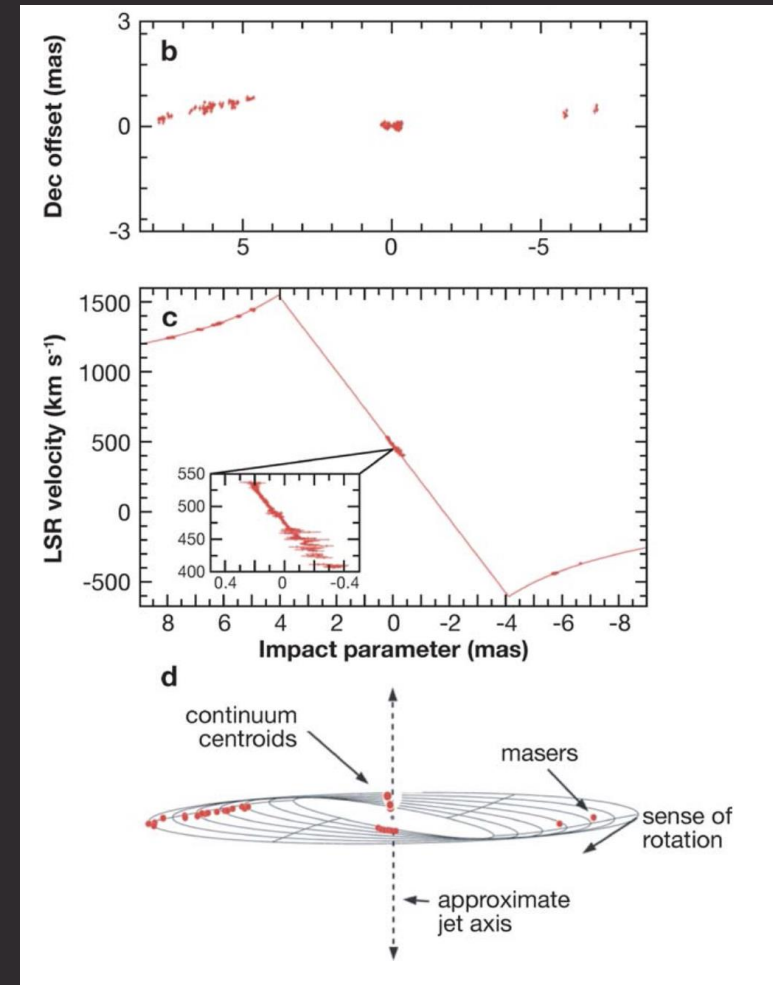 b
Dec offset (mas)
3
0
-3
5
0
-5
c
LSR velocity (km s⁻¹)
1500
1000
500
0
-500
550
500
450
400
0.4
0
-0.4
8
6
4
2
0
-2
-4
-6
-8
Impact parameter (mas)
d
continuum
centroids
masers
sense of
rotation
approximate
jet axis